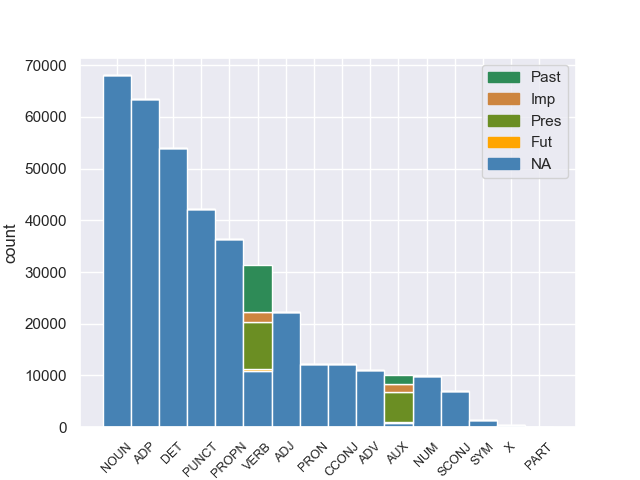 70000
60000
50000
40000
30000
20000
10000
0
count
Past
Imp
Pres
Fut
NA
NOUN
ADP
DET
PUNCT
PROPN
VERB
ADJ
PRON
CCONJ
ADV
AUX
NUM
SCONJ
SYM
X
PART